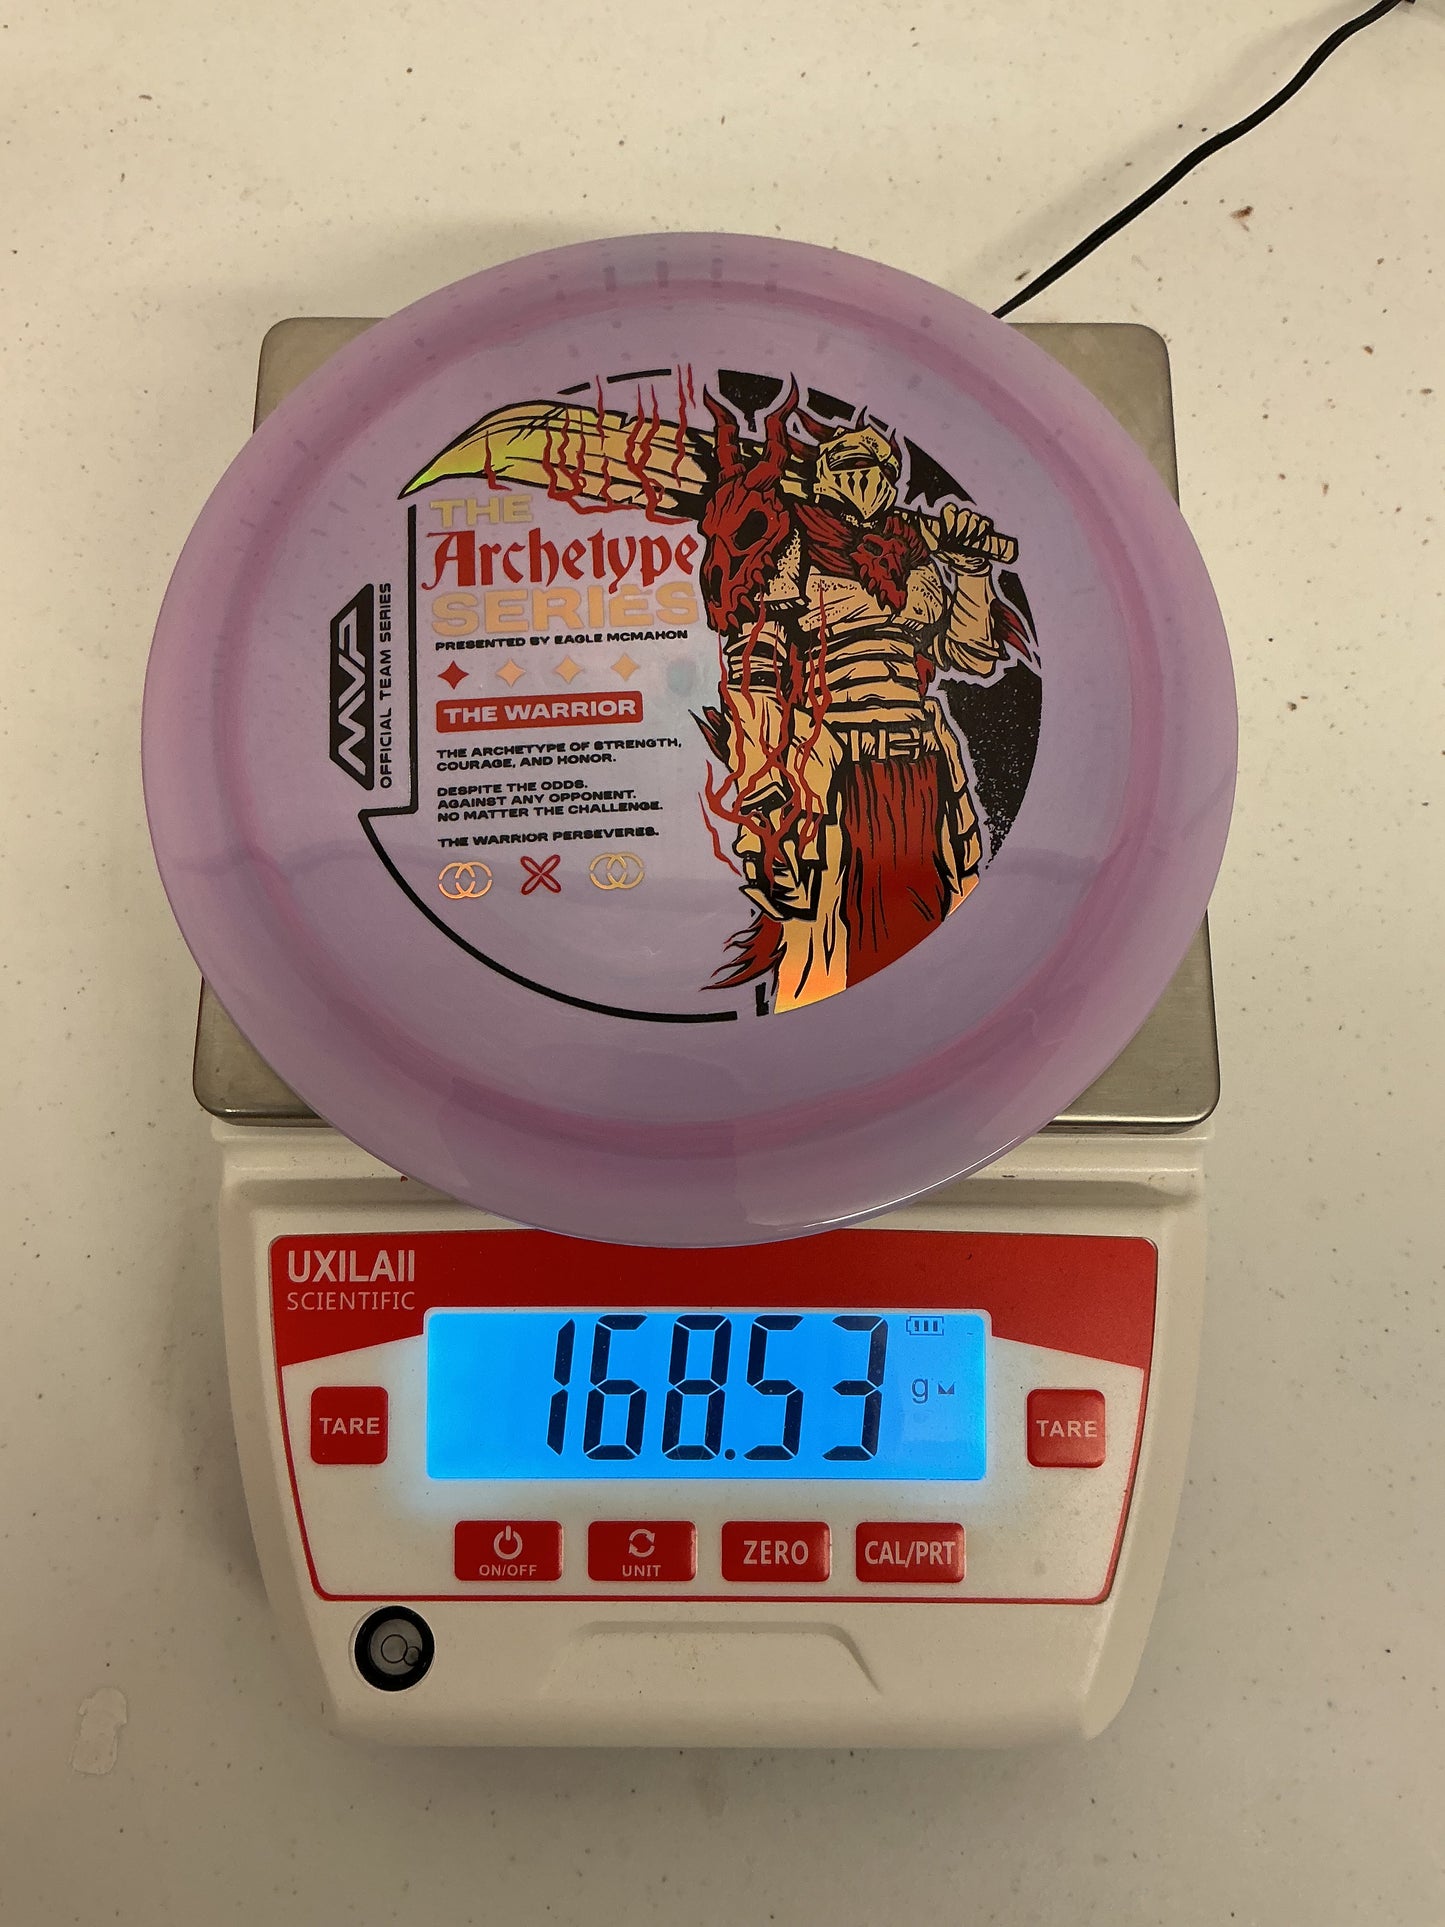 THE
Archetype
SERIES
PRESENTED BY EAGLE MCMAHON
THE WARRIOR
THE ARCHETYPE OF STRENGTH,
COURAGE, AND HONOR.
DESPITE THE ODDS.
AGAINST ANY OPPONENT.
NO MATTER THE CHALLENGE.
THE WARRIOR PERSEVERES.
MVP
OFFICIAL TEAM SERIES
UXILAII
SCIENTIFIC
168.53 g
TARE
TARE
ON/OFF
UNIT
ZERO
CAL/PRT